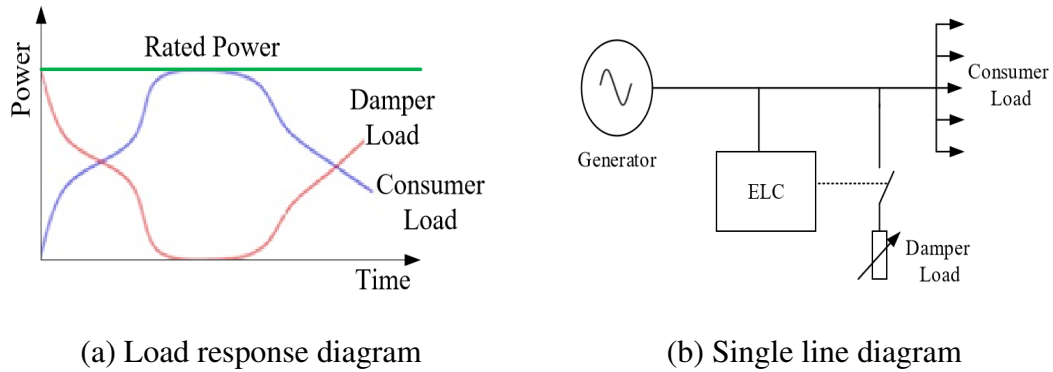 Power
Rated Power
Damper
Load
Consumer
Load
Time
(a) Load response diagram
Generator
ELC
Consumer
Load
Damper
Load
(b) Single line diagram